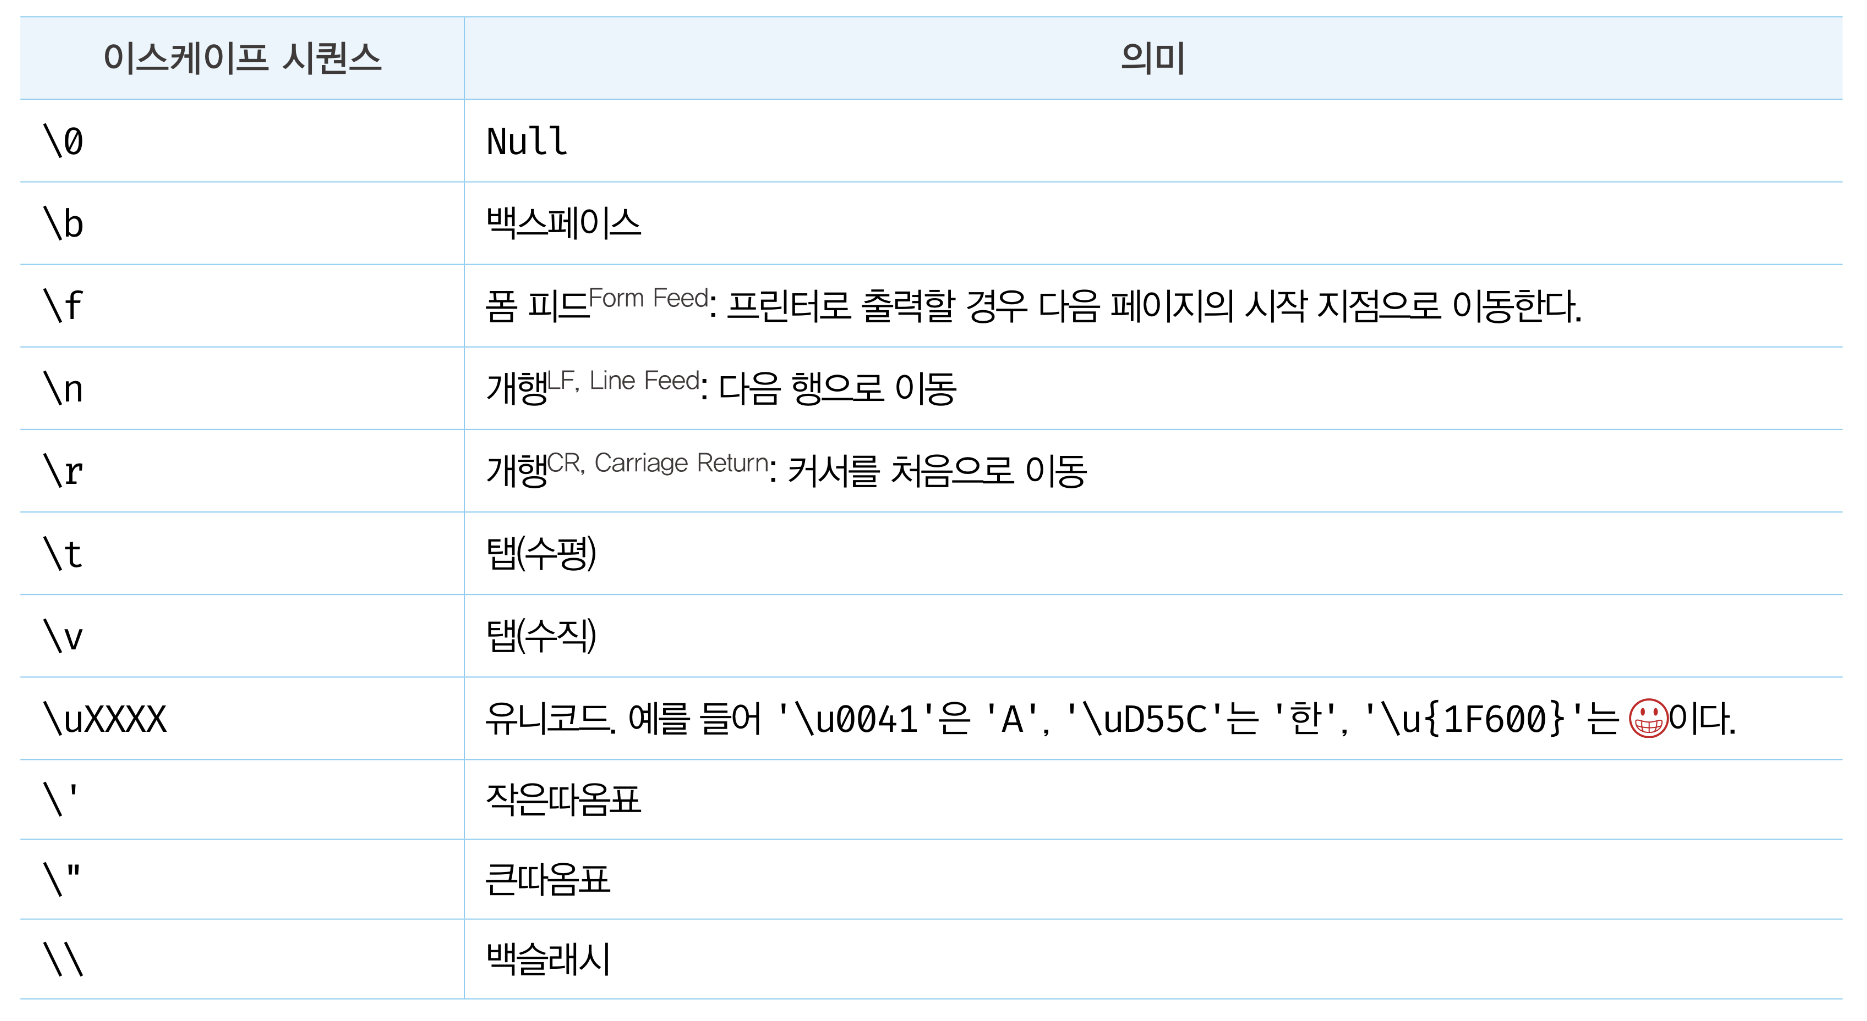 이스케이프 시퀀스 의미
\0 Null
\b 백스페이스
\f 폼 피드Form Feed: 프린터로 출력할 경우 다음 페이지의 시작 지점으로 이동한다.
\n 개행LF, Line Feed: 다음 행으로 이동
\r 개행CR, Carriage Return: 커서를 처음으로 이동
\t 탭(수평)
\v 탭(수직)
\uXXXX 유니코드. 예를 들어 '\u0041'은 'A', '\uD55C'는 '한', '\u{1F600}'는 😀이다.
\' 작은따옴표
\" 큰따옴표
\\ 백슬래시